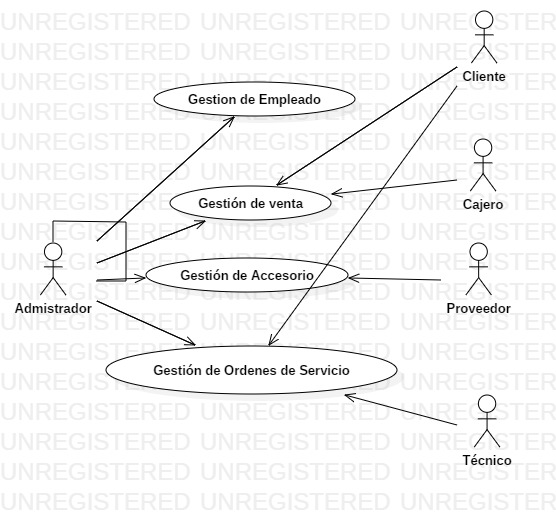 UNREGISTERED UNREGISTERED UNREGISTERED
Cliente
Gestion de Empleado
Gestión de venta
Cajero
Gestión de Accesorio
Admistrador
Proveedor
Gestión de Ordenes de Servicio
Técnico